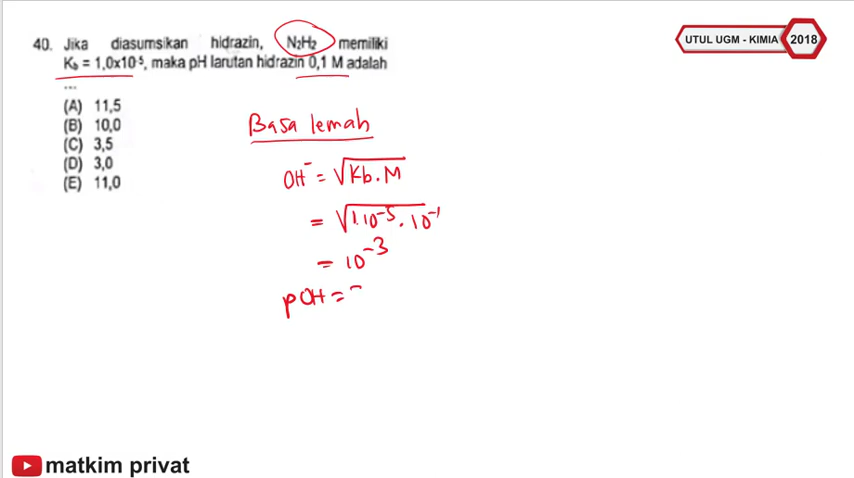 40. Jika diasumsikan hidrazin, N₂H₂ memiliki
K_b = 1,0x10⁻⁵, maka pH larutan hidrazin 0,1 M adalah
...
(A) 11,5
(B) 10,0
(C) 3,5
(D) 3,0
(E) 11,0
UTUL UGM - KIMIA 2018
Basa lemah
OH⁻ = √Kb . M
= √1.10⁻⁵ . 10⁻¹
= 10⁻³
pOH =
matkim privat